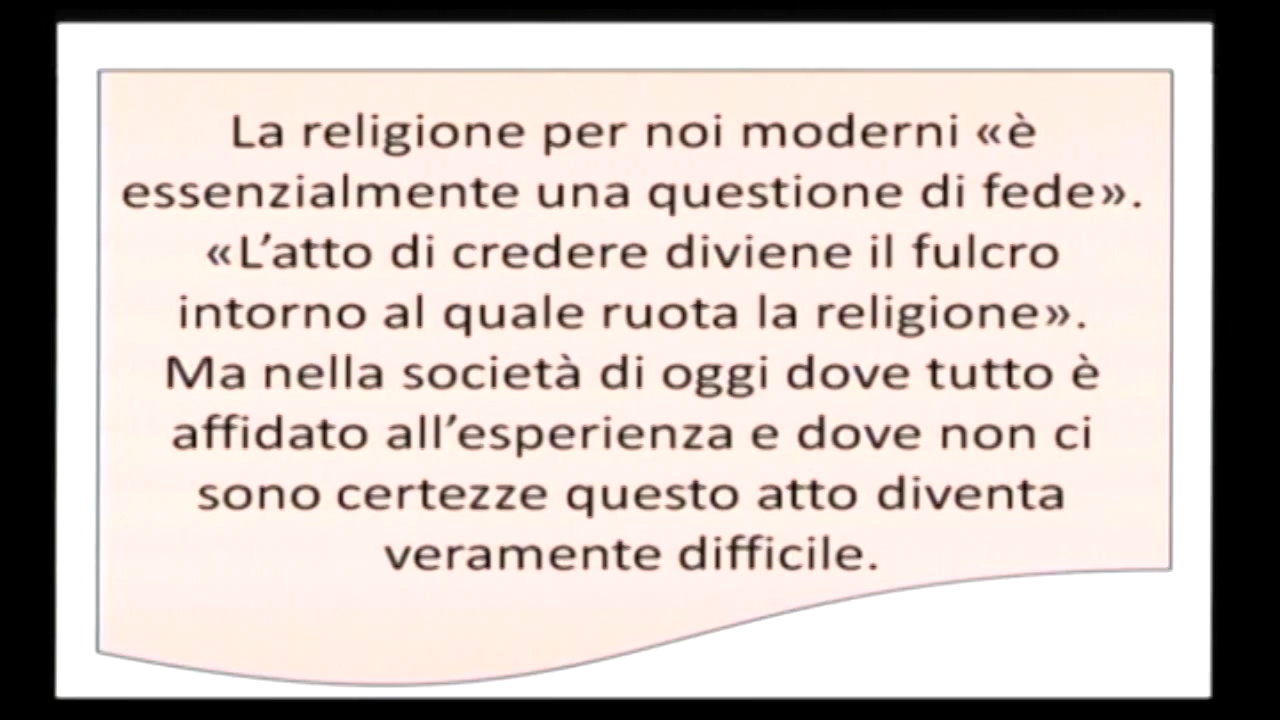 La religione per noi moderni «è
essenzialmente una questione di fede».
«L’atto di credere diviene il fulcro
intorno al quale ruota la religione».
Ma nella società di oggi dove tutto è
affidato all’esperienza e dove non ci
sono certezze questo atto diventa
veramente difficile.